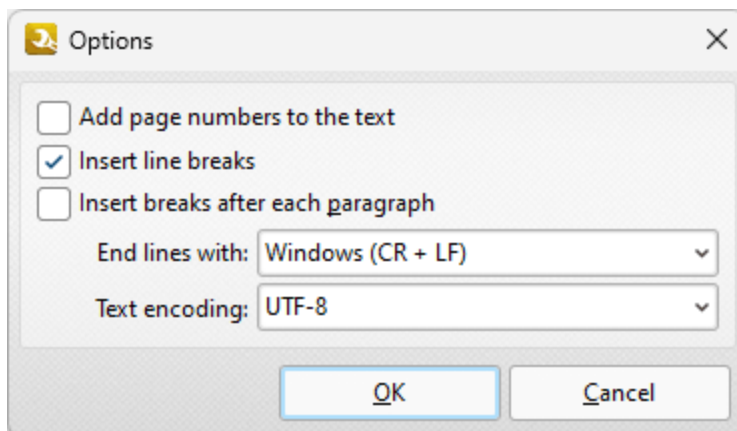 Options
Add page numbers to the text
Insert line breaks
Insert breaks after each paragraph
End lines with: Windows (CR + LF)
Text encoding: UTF-8
OK Cancel